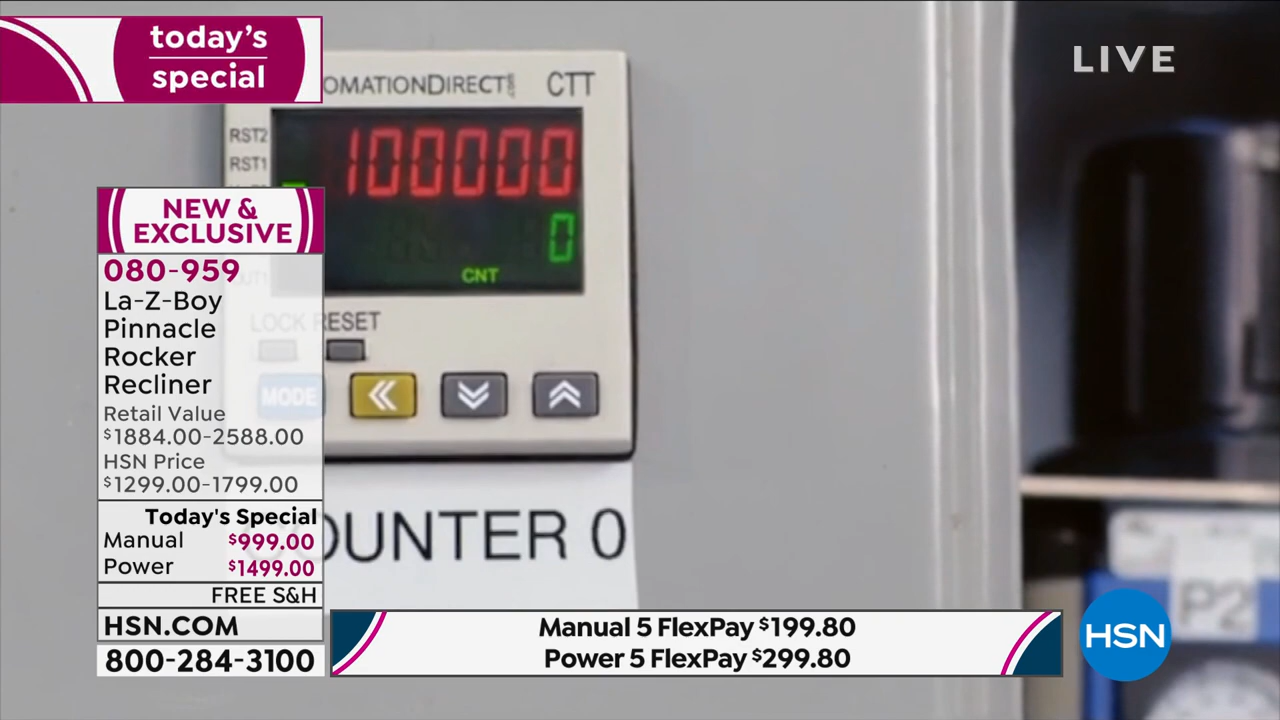 today's
special
LIVE
OMATIONDIRECT.com CTT
RST2
RST1
100000
0
CNT
LOCK RESET
MODE
COUNTER 0
P2
NEW &
EXCLUSIVE
080-959
La-Z-Boy
Pinnacle
Rocker
Recliner
Retail Value
$1884.00-2588.00
HSN Price
$1299.00-1799.00
Today's Special
Manual $999.00
Power $1499.00
FREE S&H
HSN.COM
800-284-3100
Manual 5 FlexPay $199.80
Power 5 FlexPay $299.80
HSN